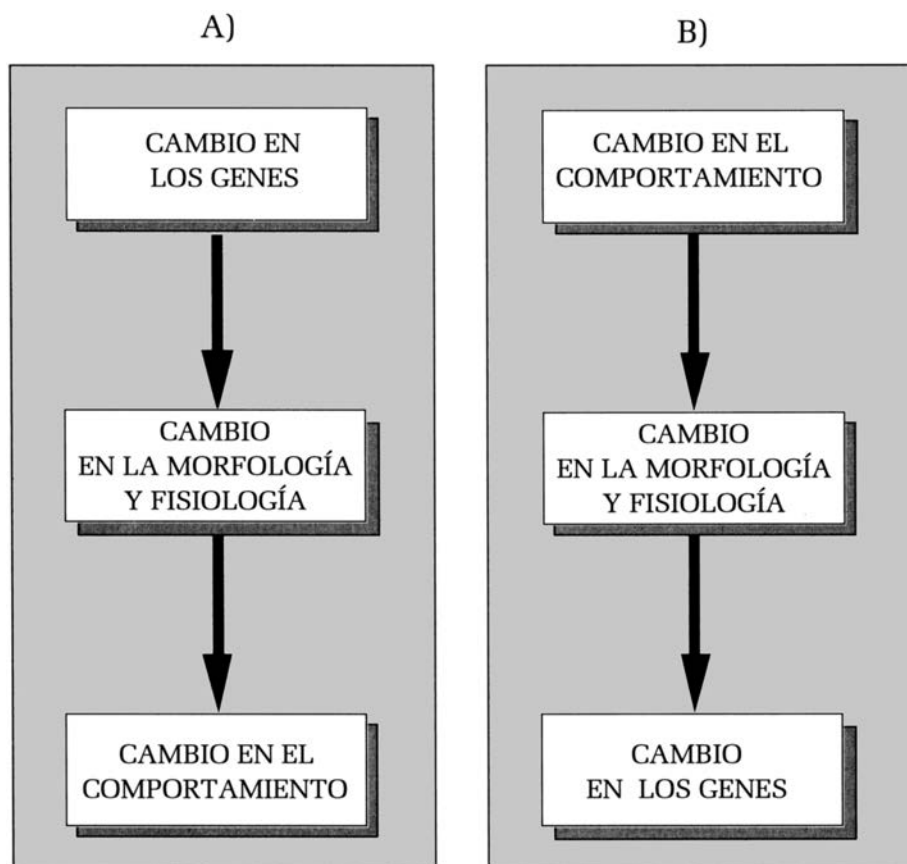 A)
CAMBIO EN
LOS GENES
CAMBIO
EN LA MORFOLOGÍA
Y FISIOLOGÍA
CAMBIO EN EL
COMPORTAMIENTO
B)
CAMBIO EN EL
COMPORTAMIENTO
CAMBIO
EN LA MORFOLOGÍA
Y FISIOLOGÍA
CAMBIO
EN LOS GENES